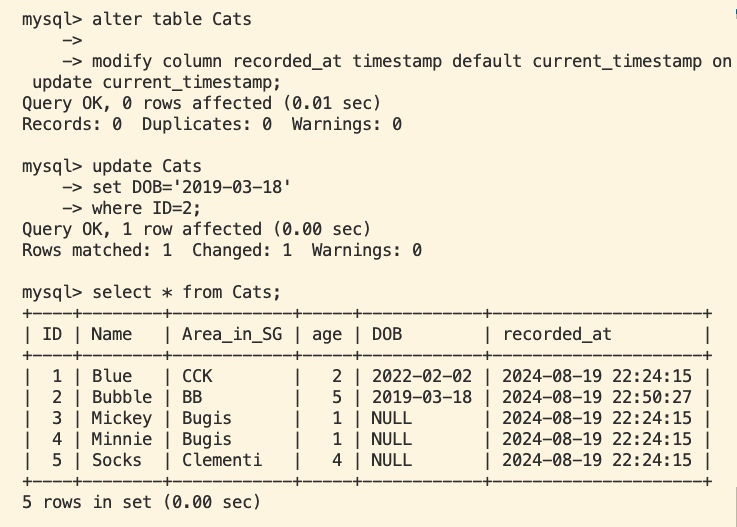 mysql> alter table Cats
    ->
    -> modify column recorded_at timestamp default current_timestamp on
 update current_timestamp;
Query OK, 0 rows affected (0.01 sec)
Records: 0  Duplicates: 0  Warnings: 0

mysql> update Cats
    -> set DOB='2019-03-18'
    -> where ID=2;
Query OK, 1 row affected (0.00 sec)
Rows matched: 1  Changed: 1  Warnings: 0

mysql> select * from Cats;
+----+--------+------------+-----+------------+---------------------+
| ID | Name   | Area_in_SG | age | DOB        | recorded_at         |
+----+--------+------------+-----+------------+---------------------+
|  1 | Blue   | CCK        |   2 | 2022-02-02 | 2024-08-19 22:24:15 |
|  2 | Bubble | BB         |   5 | 2019-03-18 | 2024-08-19 22:50:27 |
|  3 | Mickey | Bugis      |   1 | NULL       | 2024-08-19 22:24:15 |
|  4 | Minnie | Bugis      |   1 | NULL       | 2024-08-19 22:24:15 |
|  5 | Socks  | Clementi   |   4 | NULL       | 2024-08-19 22:24:15 |
+----+--------+------------+-----+------------+---------------------+
5 rows in set (0.00 sec)